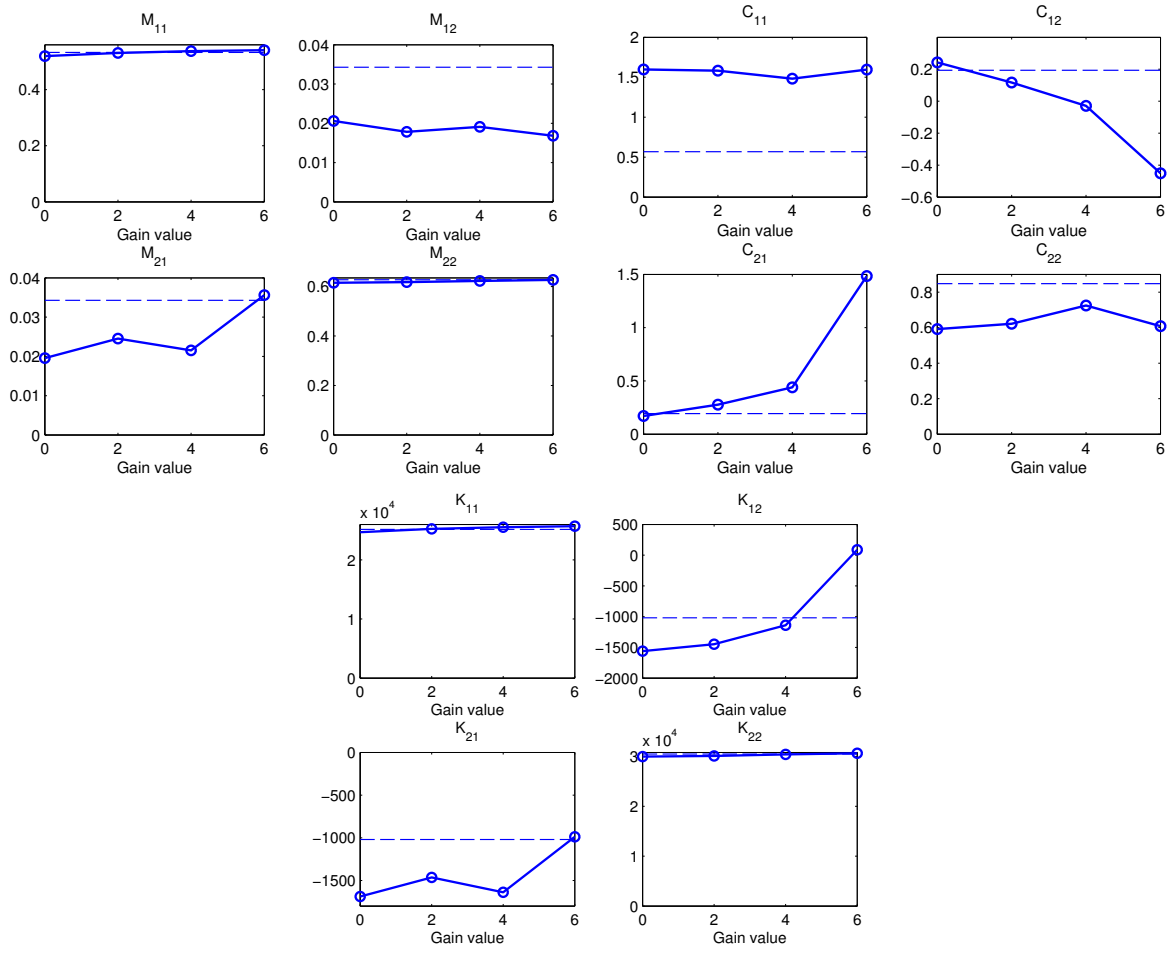 M11
0.4
0.2
0
0 2 4 6
Gain value
M12
0.04
0.03
0.02
0.01
0
0 2 4 6
Gain value
C11
2
1.5
1
0.5
0
0 2 4 6
Gain value
C12
0.2
0
−0.2
−0.4
−0.6
0 2 4 6
Gain value
M21
0.04
0.03
0.02
0.01
0
0 2 4 6
Gain value
M22
0.6
0.4
0.2
0
0 2 4 6
Gain value
C21
1.5
1
0.5
0
0 2 4 6
Gain value
C22
0.8
0.6
0.4
0.2
0
0 2 4 6
Gain value
K11
x 10^4
2
1
0
0 2 4 6
Gain value
K12
500
0
−500
−1000
−1500
−2000
0 2 4 6
Gain value
K21
0
−500
−1000
−1500
0 2 4 6
Gain value
K22
x 10^4
3
2
1
0
0 2 4 6
Gain value